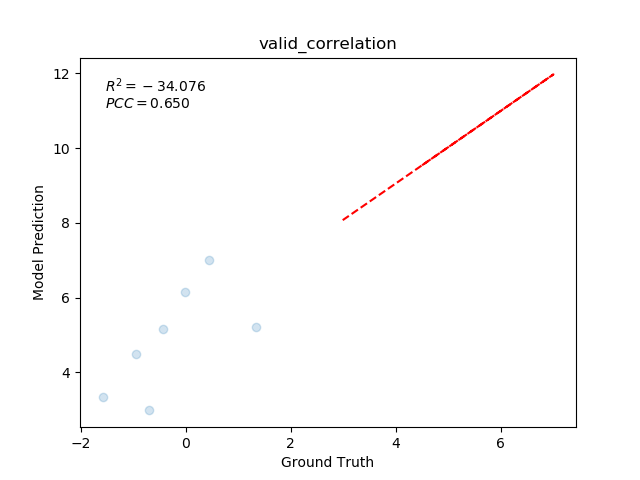 valid_correlation
R² = −34.076
PCC = 0.650
12
10
8
6
4
Model Prediction
−2
0
2
4
6
Ground Truth